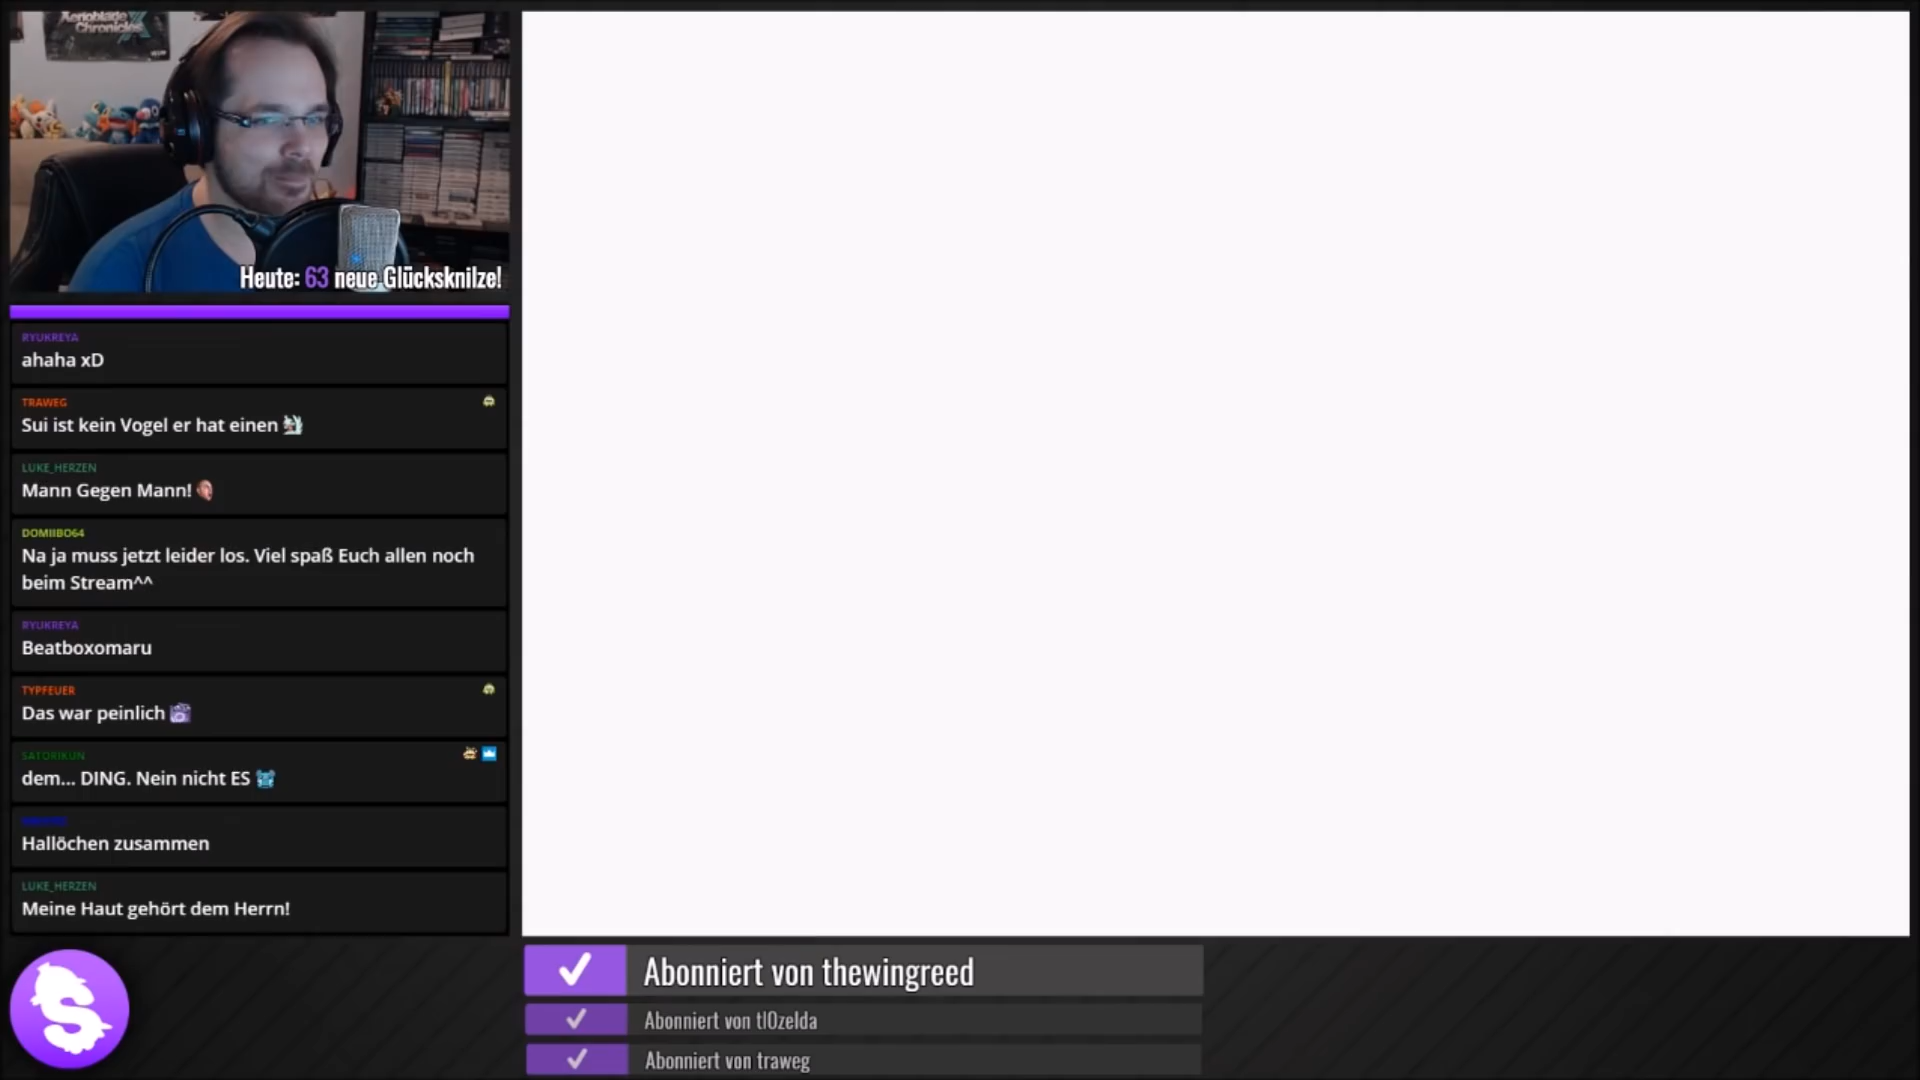 Xenoblade
Chronicles X
Heute: 63 neue Glücksknilze!
RYUKREYA
ahaha xD
TRAWEG
Sui ist kein Vogel er hat einen
LUKE_HERZEN
Mann Gegen Mann!
DOMIIBO64
Na ja muss jetzt leider los. Viel spaß Euch allen noch
beim Stream^^
RYUKREYA
Beatboxomaru
TYPFEUER
Das war peinlich
SATORIKUN
dem... DING. Nein nicht ES
Hallöchen zusammen
LUKE_HERZEN
Meine Haut gehört dem Herrn!
S
Abonniert von thewingreed
Abonniert von tl0zelda
Abonniert von traweg